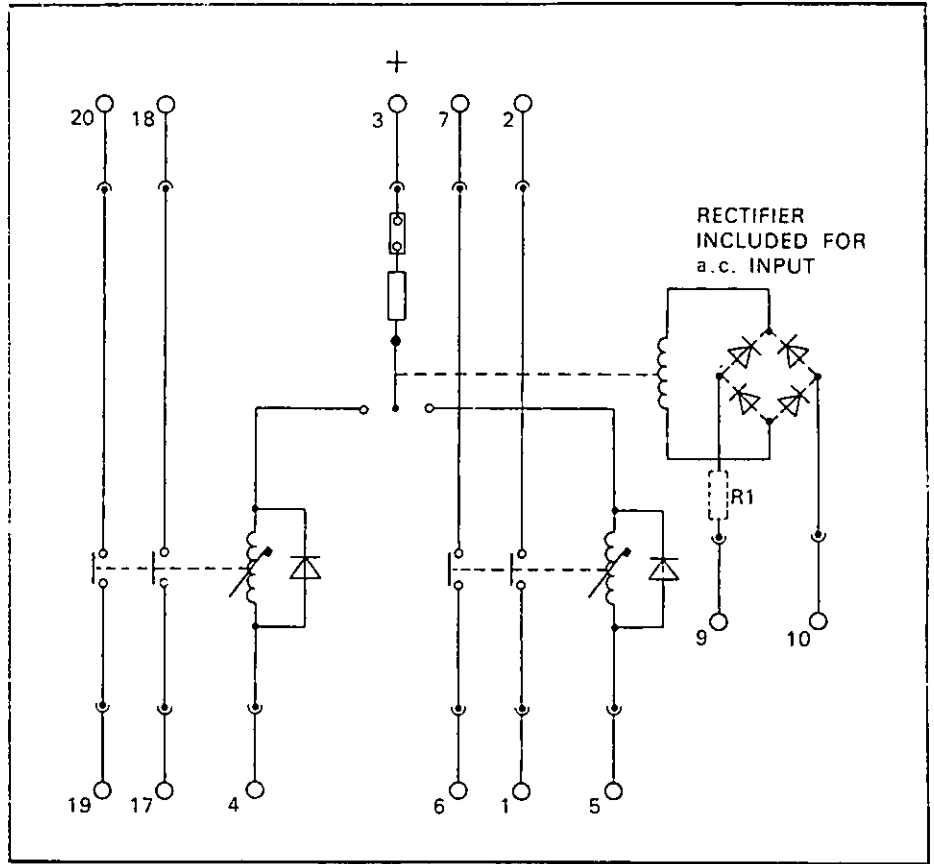 +
20 18 3 7 2
RECTIFIER
INCLUDED FOR
a.c. INPUT
R1
9 10
19 17 4 6 1 5